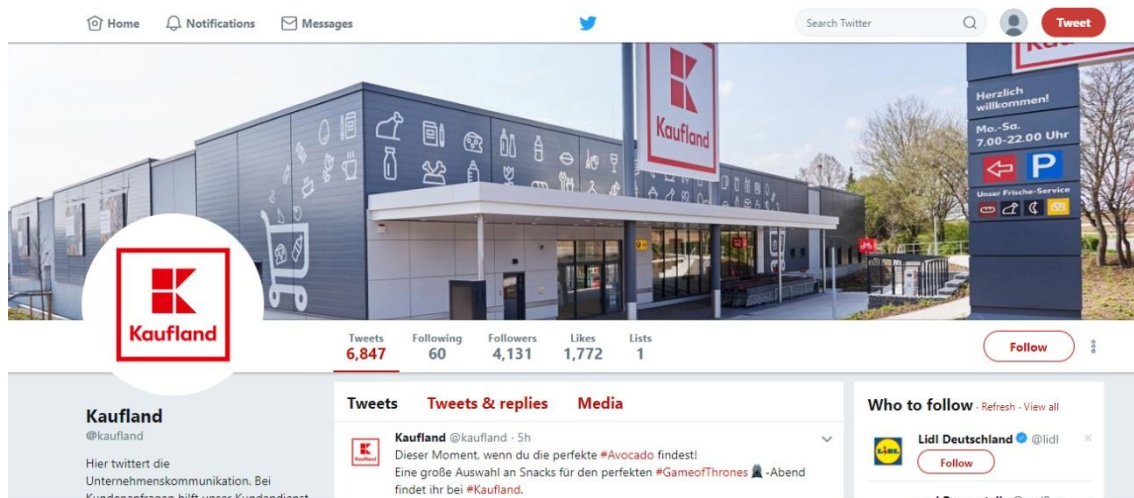 Home
Notifications
Messages
Search Twitter
Tweet
Kaufland
Herzlich
willkommen!
Mo.-Sa.
7.00-22.00 Uhr
P
Unser Frische-Service
Kaufland
Tweets
6,847
Following
60
Followers
4,131
Likes
1,772
Lists
1
Follow
Kaufland
@kaufland
Hier twittert die
Unternehmenskommunikation. Bei
Kundenanfragen hilft unser Kundendienst
Tweets Tweets & replies Media
Kaufland @kaufland · 5h
Dieser Moment, wenn du die perfekte #Avocado findest!
Eine große Auswahl an Snacks für den perfekten #GameofThrones -Abend
findet ihr bei #Kaufland.
Who to follow · Refresh · View all
Lidl Deutschland @lidl
Follow